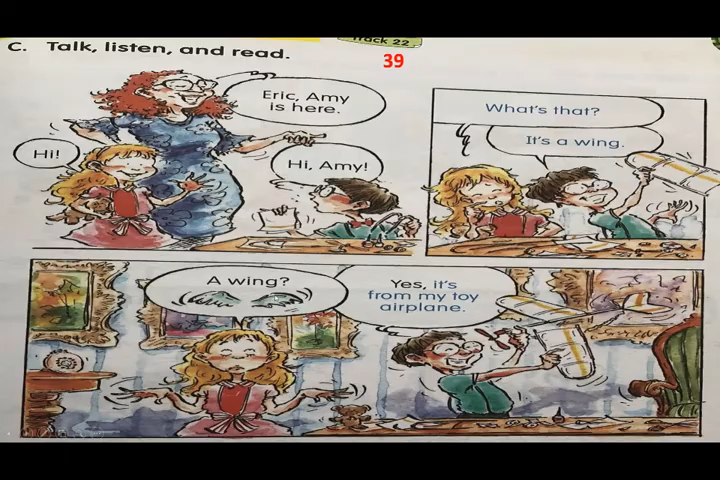 Track 22
C. Talk, listen, and read.
39
Eric, Amy
is here.
Hi!
Hi, Amy!
What's that?
It's a wing.
A wing?
Yes, it's
from my toy
airplane.